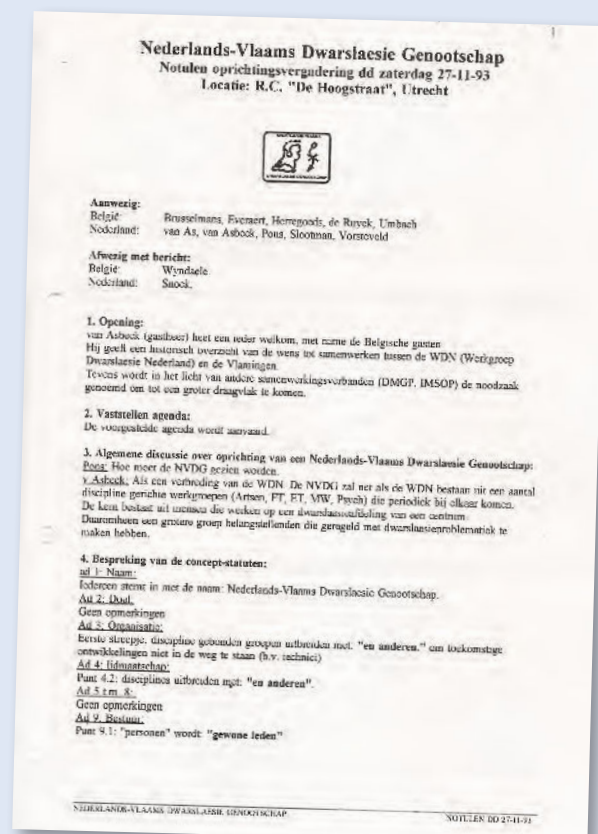 Nederlands-Vlaams Dwarslaesie Genootschap
Notulen oprichtingsvergadering dd zaterdag 27-11-93
Locatie: R.C. "De Hoogstraat", Utrecht
Aanwezig:
België: Brusselmans, Everaert, Herregods, de Ruyck, Umbach
Nederland: van As, van Asbeck, Pons, Slootman, Vorsteveld
Afwezig met bericht:
België: Wyndaele
Nederland: Snoek.
1. Opening:
van Asbeck (gastheer) heet een ieder welkom, met name de Belgische gasten
Hij geeft een historisch overzicht van de wens tot samenwerken tussen de WDN (Werkgroep
Dwarslaesie Nederland) en de Vlamingen.
Tevens wordt in het licht van andere samenwerkingsverbanden (DMGP, IMSOP) de noodzaak
genoemd om tot een groter draagvlak te komen.
2. Vaststellen agenda:
De voorgestelde agenda wordt aanvaard.
3. Algemene discussie over oprichting van een Nederlands-Vlaams Dwarslaesie Genootschap:
Pons: Hoe moet de NVDG gezien worden.
v Asbeck: Als een verbreding van de WDN. De NVDG zal net als de WDN bestaan uit een aantal
discipline gerichte werkgroepen (Artsen, FT, ET, MW, Psych) die periodiek bij elkaar komen.
De kern bestaat uit mensen die werken op een dwarslaesieafdeling van een centrum.
Daaromheen een grotere groep belangstellenden die geregeld met dwarslaesieproblematiek te
maken hebben.
4. Bespreking van de concept-statuten:
ad 1: Naam:
Iedereen stemt in met de naam: Nederlands-Vlaams Dwarslaesie Genootschap.
Ad 2: Doel.
Geen opmerkingen
Ad 3: Organisatie:
Eerste streepje, discipline gebonden groepen uitbreiden met: "en anderen." om toekomstige
ontwikkelingen niet in de weg te staan (b.v. technici)
Ad 4: lidmaatschap:
Punt 4.2: disciplines uitbreiden met: "en anderen".
Ad 5 t.m. 8:
Geen opmerkingen
Ad 9. Bestuur:
Punt 9.1: "personen" wordt: "gewone leden"
NEDERLANDS-VLAAMS DWARSLAESIE GENOOTSCHAP NOTULEN DD 27-11-93